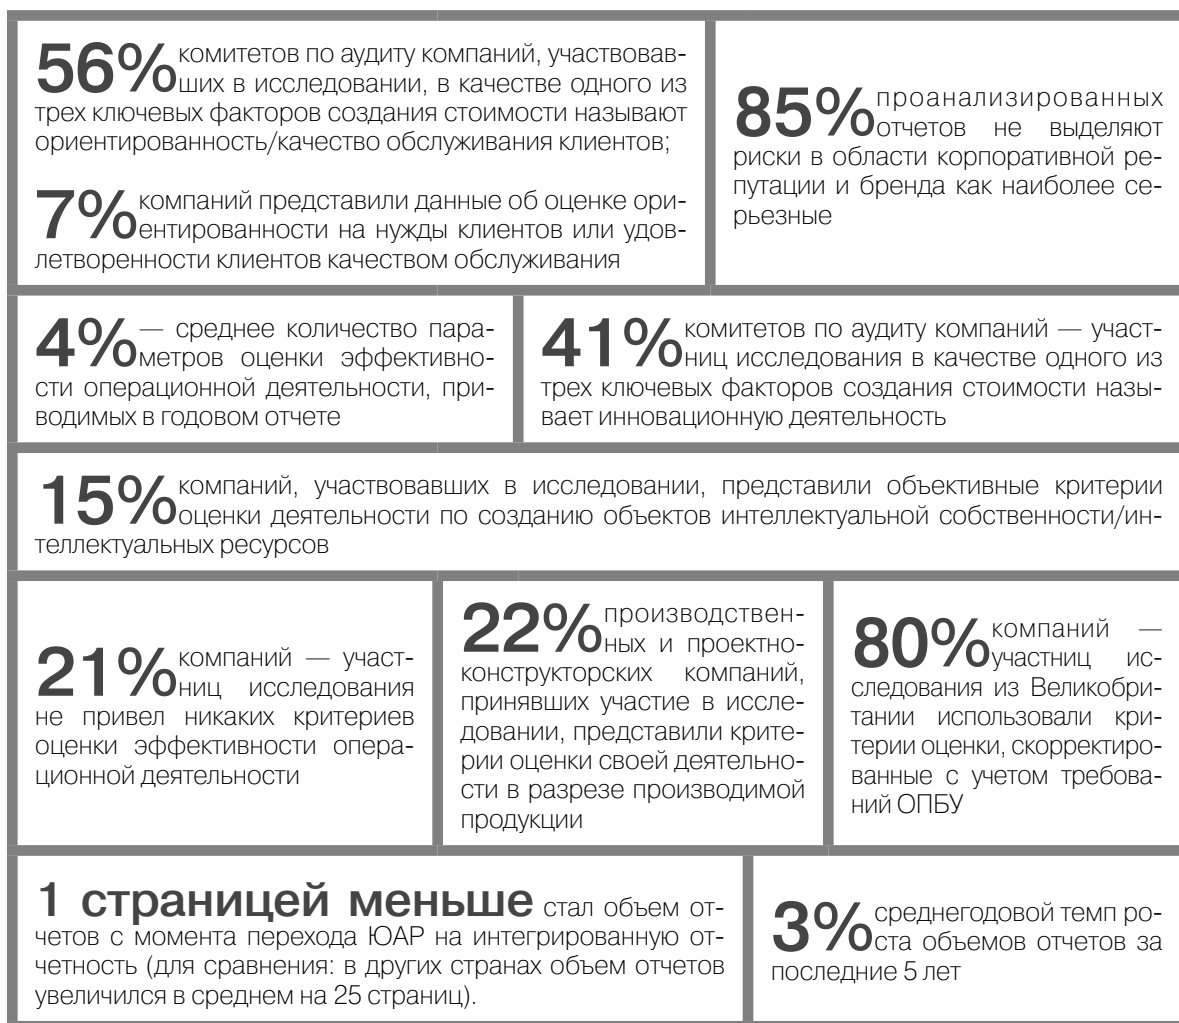 56% комитетов по аудиту компаний, участвовав-
ших в исследовании, в качестве одного из
трех ключевых факторов создания стоимости называют
ориентированность/качество обслуживания клиентов;
7% компаний представили данные об оценке ори-
ентированности на нужды клиентов или удов-
летворенности клиентов качеством обслуживания
85% проанализированных
отчетов не выделяют
риски в области корпоративной ре-
путации и бренда как наиболее се-
рьезные
4% — среднее количество пара-
метров оценки эффективно-
сти операционной деятельности, при-
водимых в годовом отчете
41% комитетов по аудиту компаний — участ-
ниц исследования в качестве одного из
трех ключевых факторов создания стоимости назы-
вает инновационную деятельность
15% компаний, участвовавших в исследовании, представили объективные критерии
оценки деятельности по созданию объектов интеллектуальной собственности/ин-
теллектуальных ресурсов
21% компаний — участ-
ниц исследования
не привел никаких критериев
оценки эффективности опера-
ционной деятельности
22% производствен-
ных и проектно-
конструкторских компаний,
принявших участие в иссле-
довании, представили крите-
рии оценки своей деятельно-
сти в разрезе производимой
продукции
80% компаний —
участниц ис-
следования из Великобри-
тании использовали кри-
терии оценки, скорректиро-
ванные с учетом требова-
ний ОПБУ
1 страницей меньше стал объем от-
четов с момента перехода ЮАР на интегрированную от-
четность (для сравнения: в других странах объем отчетов
увеличился в среднем на 25 страниц).
3% среднегодовой темп ро-
ста объемов отчетов за
последние 5 лет